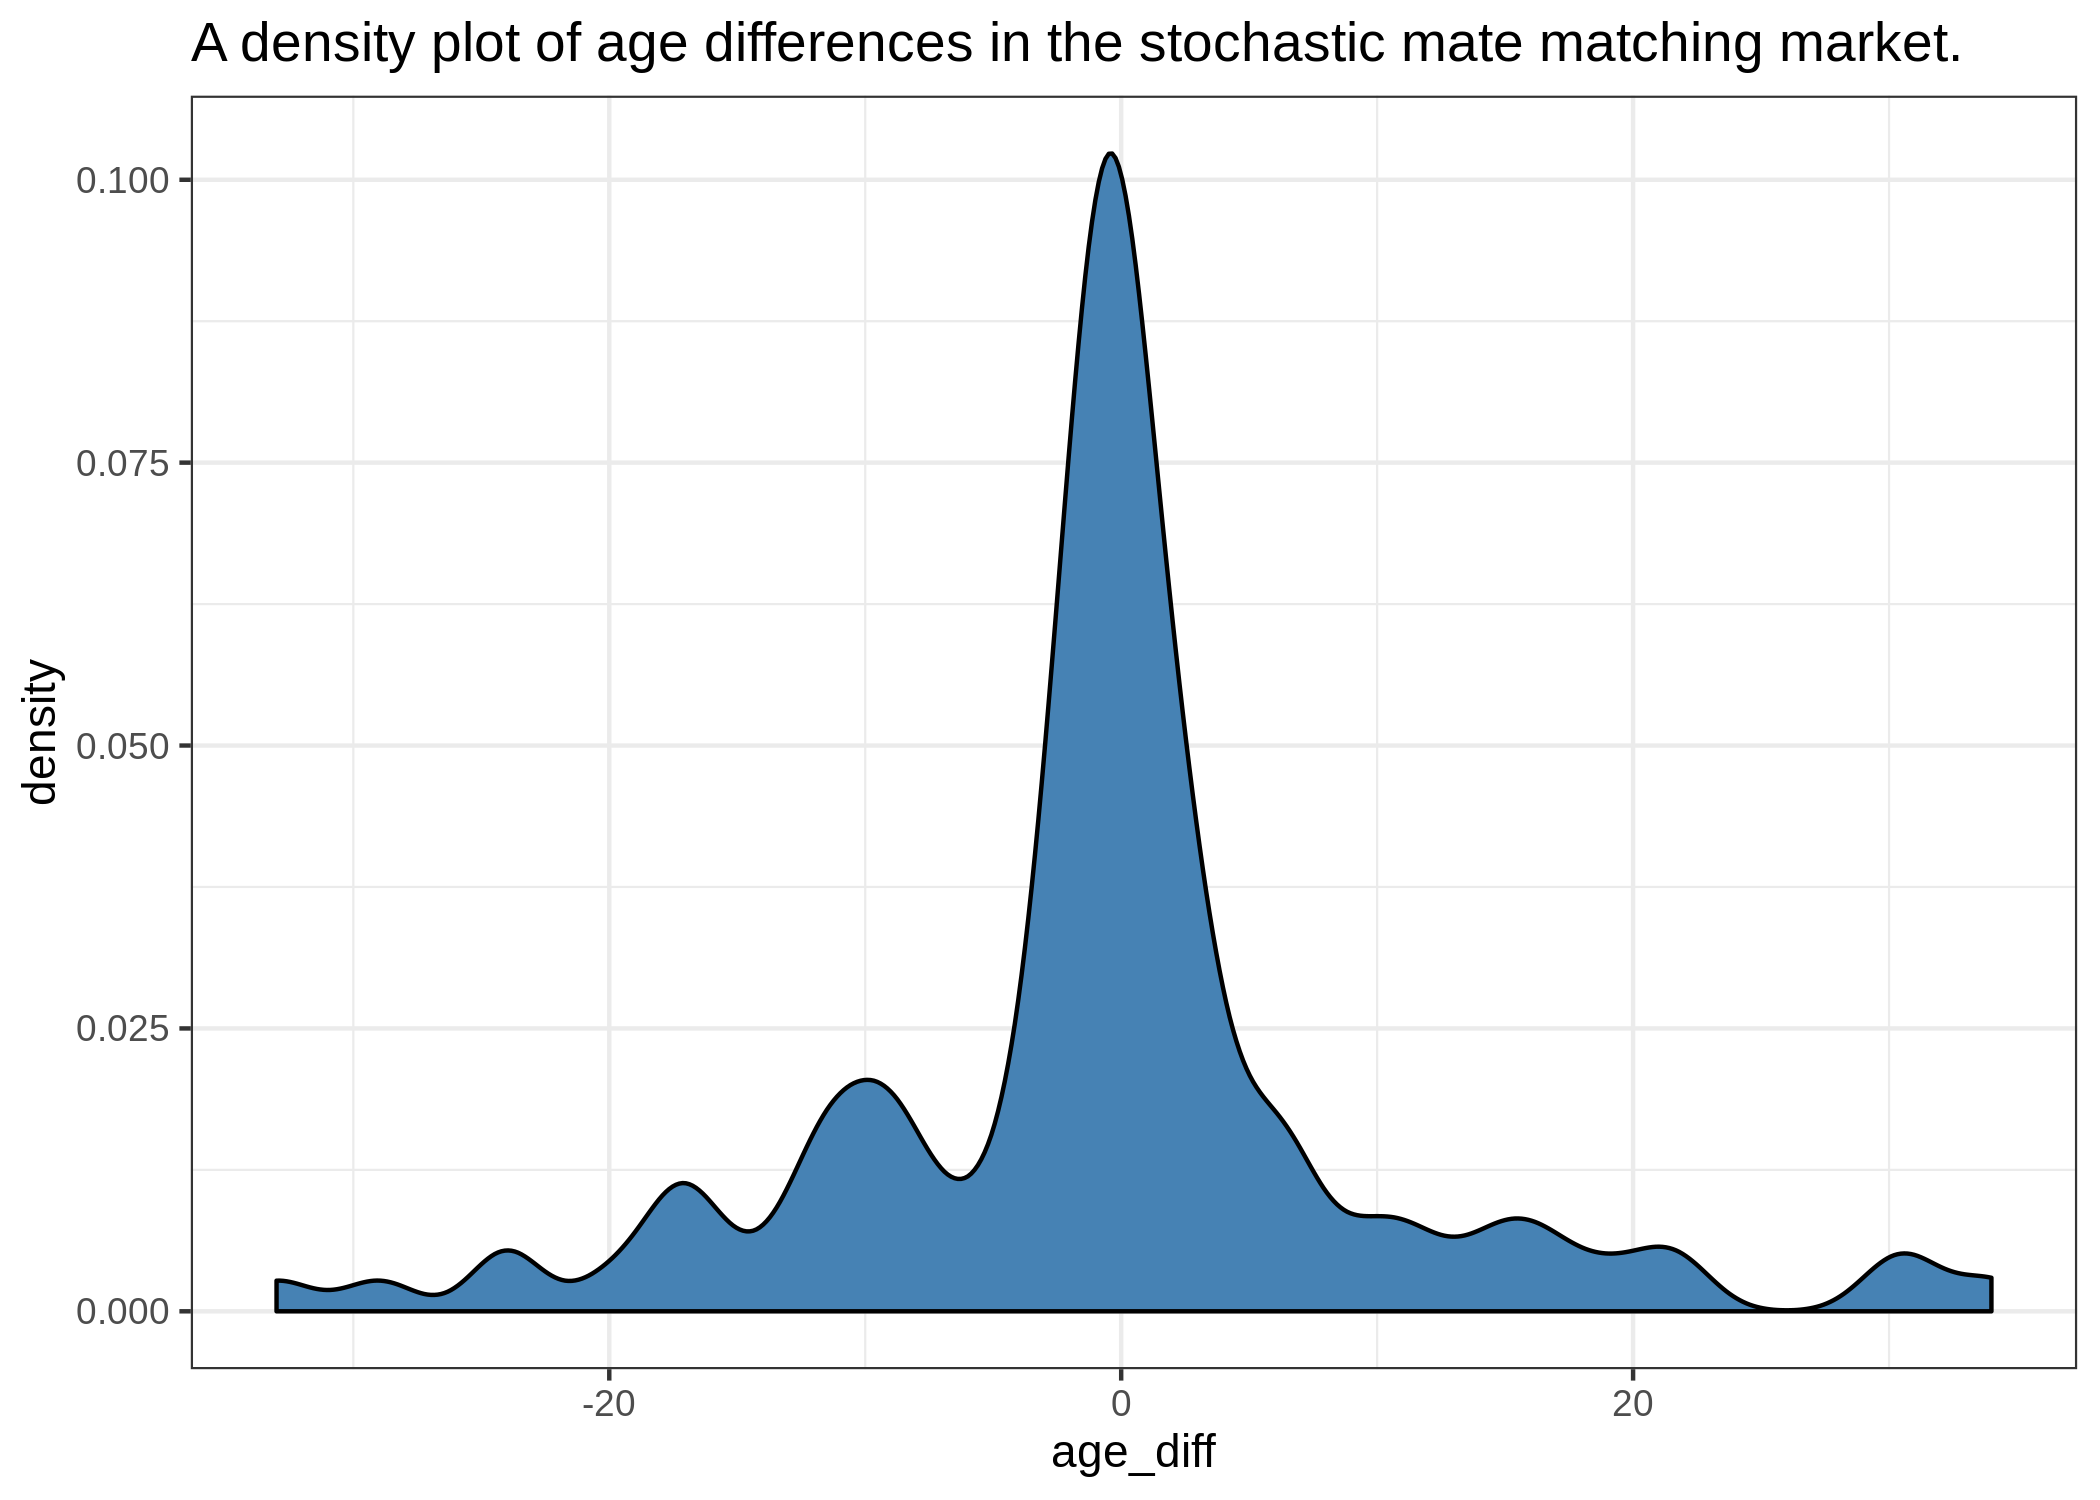 A density plot of age differences in the stochastic mate matching market.
0.100
0.075
0.050
0.025
0.000
density
-20 0 20
age_diff